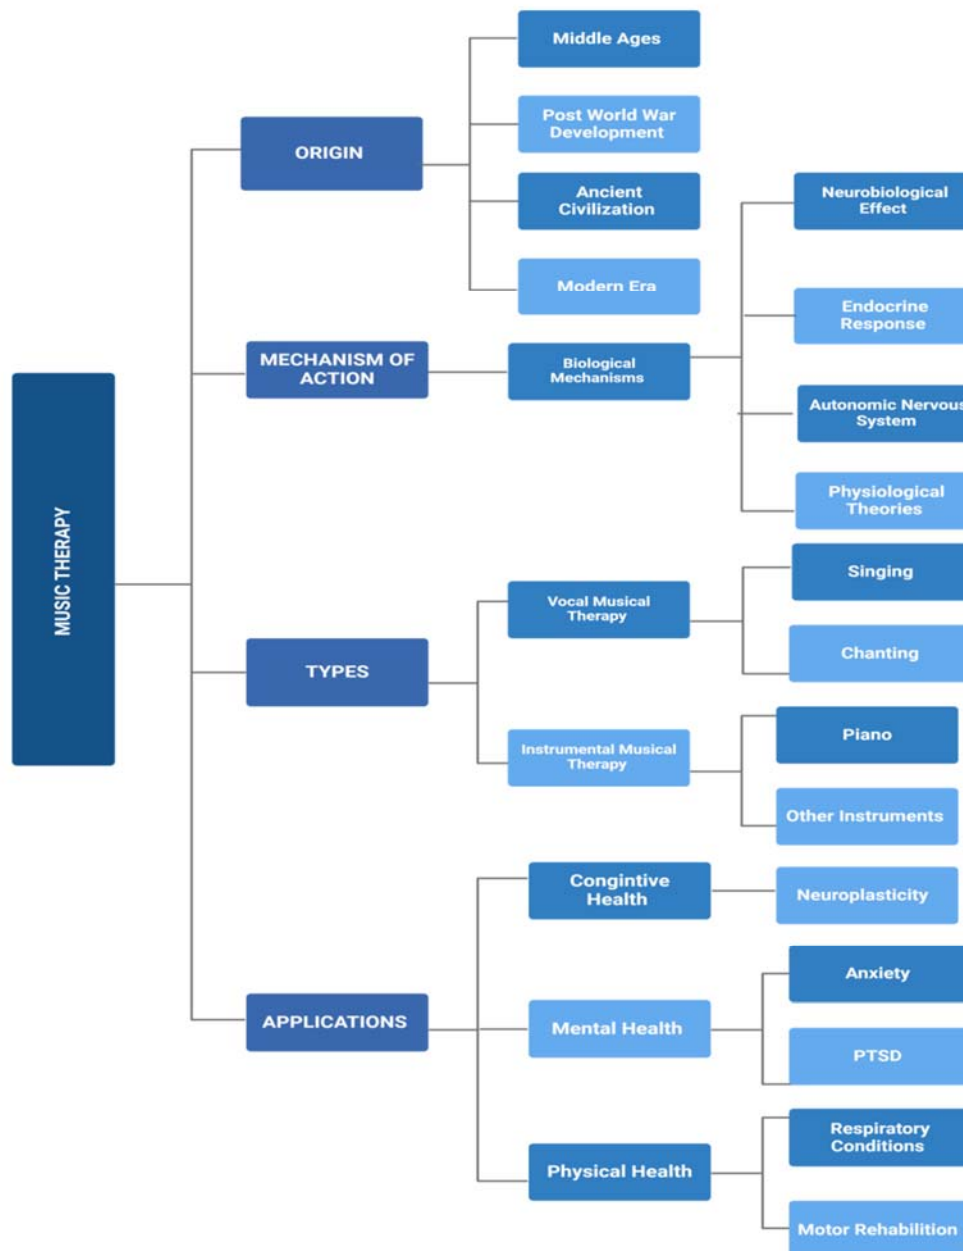 MUSIC THERAPY
ORIGIN
Middle Ages
Post World War
Development
Ancient
Civilization
Modern Era
MECHANISM OF
ACTION
Biological
Mechanisms
Neurobiological
Effect
Endocrine
Response
Autonomic Nervous
System
Physiological
Theories
TYPES
Vocal Musical
Therapy
Singing
Chanting
Instrumental Musical
Therapy
Piano
Other Instruments
APPLICATIONS
Congintive
Health
Neuroplasticity
Mental Health
Anxiety
PTSD
Physical Health
Respiratory
Conditions
Motor Rehabilition